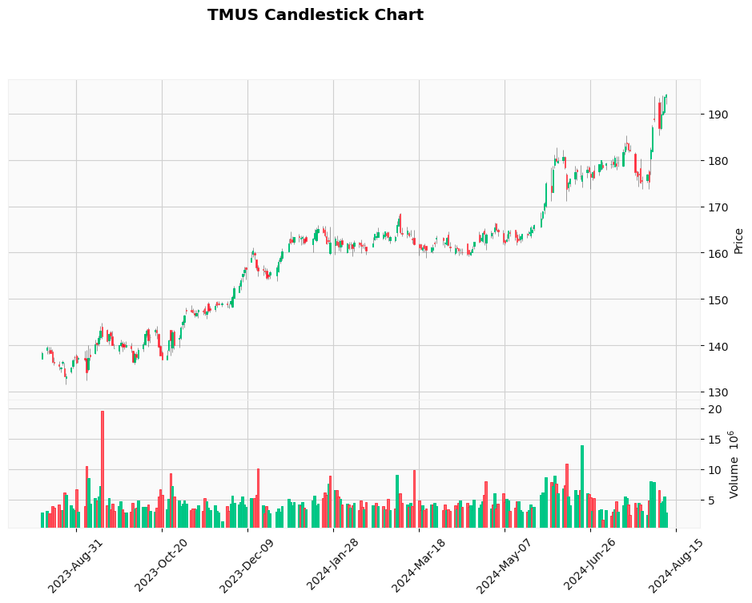 TMUS Candlestick Chart
190
180
170
160
150
140
130
Price
20
15
10
5
Volume 10^6
2023-Aug-31
2023-Oct-20
2023-Dec-09
2024-Jan-28
2024-Mar-18
2024-May-07
2024-Jun-26
2024-Aug-15